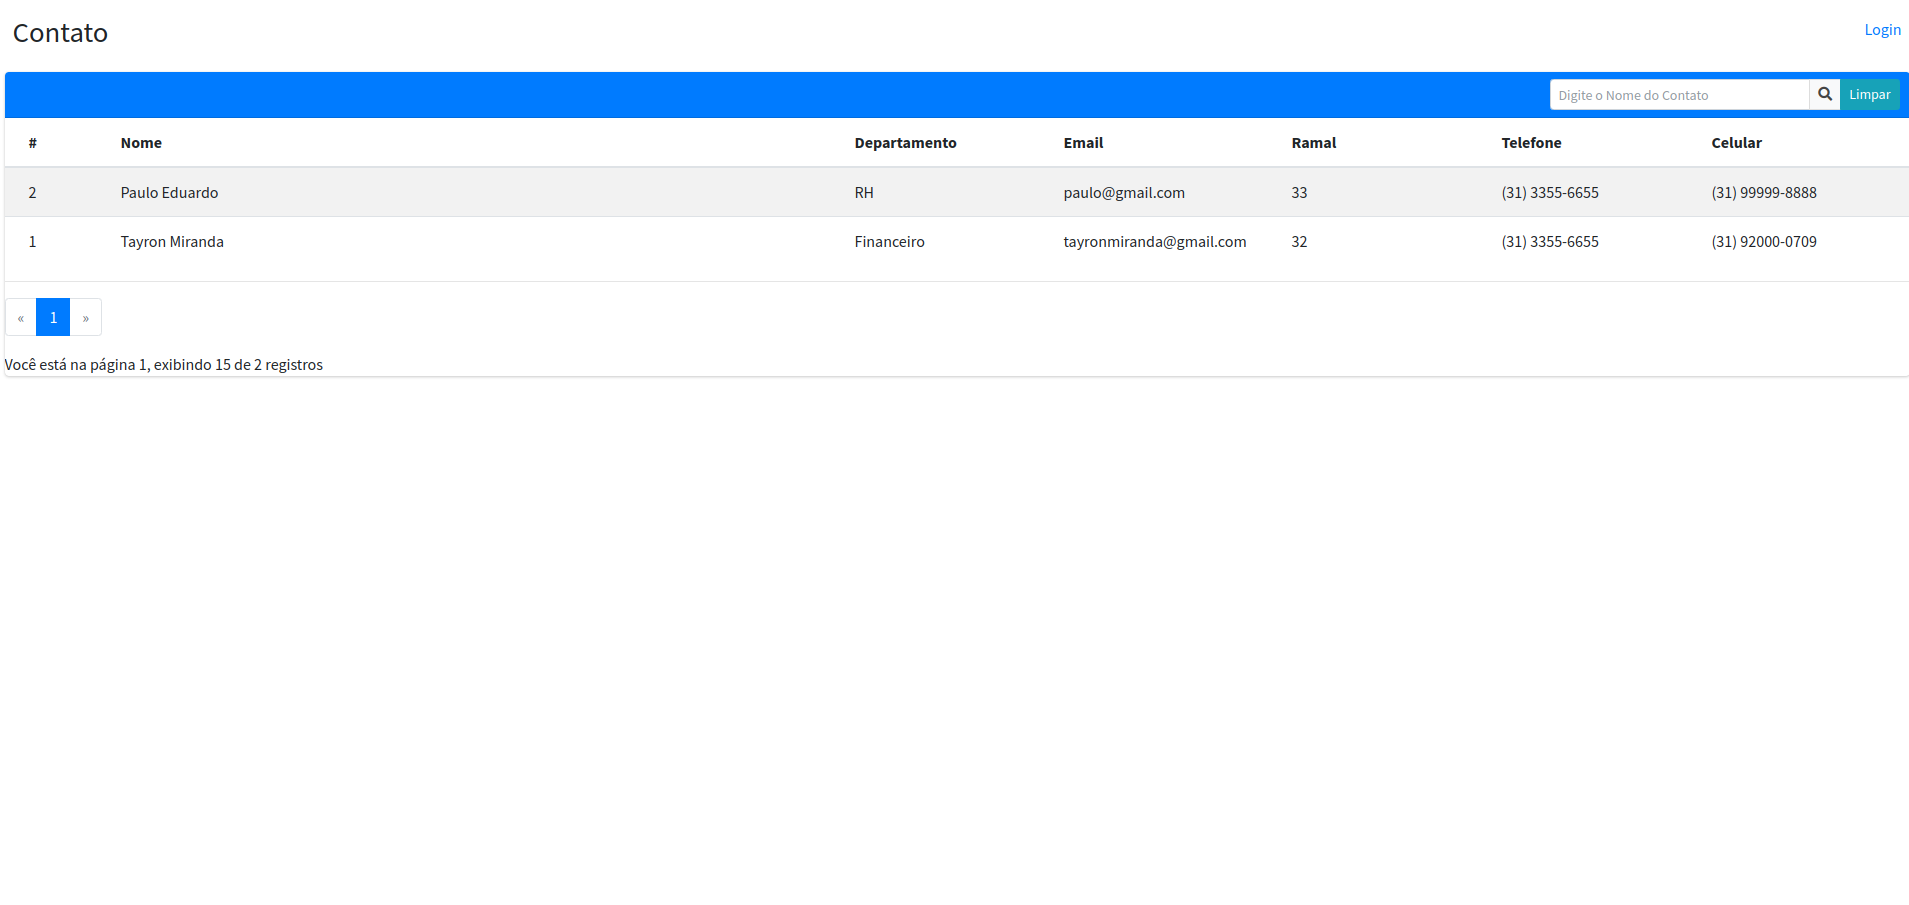 Contato
Login
Digite o Nome do Contato Limpar
# Nome Departamento Email Ramal Telefone Celular
2 Paulo Eduardo RH paulo@gmail.com 33 (31) 3355-6655 (31) 99999-8888
1 Tayron Miranda Financeiro tayronmiranda@gmail.com 32 (31) 3355-6655 (31) 92000-0709
« 1 »
Você está na página 1, exibindo 15 de 2 registros